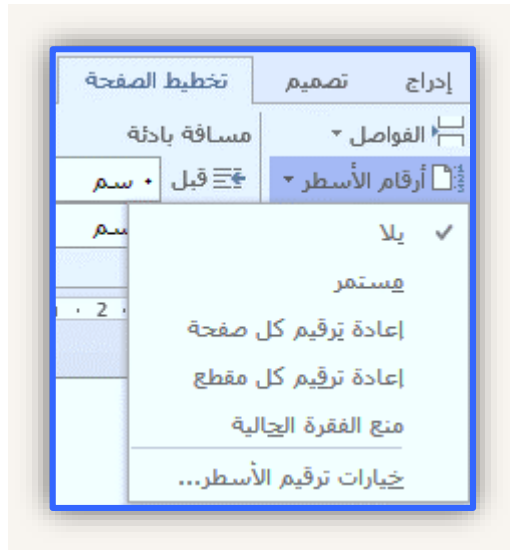 إدراج تصميم تخطيط الصفحة
الفواصل مسافة بادئة
أرقام الأسطر قبل ٠ سم
سم
بلا
مستمر
إعادة ترقيم كل صفحة
إعادة ترقيم كل مقطع
منع الفقرة الحالية
2
خيارات ترقيم الأسطر...